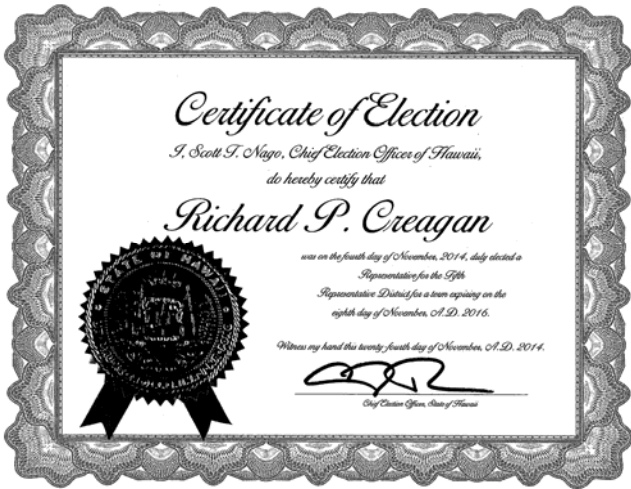 Certificate of Election
I, Scott T. Nago, Chief Election Officer of Hawaii,
do hereby certify that
Richard P. Creagan
was on the fourth day of November, 2014, duly elected a
Representative for the Fifth
Representative District for a term expiring on the
eighth day of November, A.D. 2016.
Witness my hand this twenty-fourth day of November, A.D. 2014.
Chief Election Officer, State of Hawaii
STATE OF HAWAII